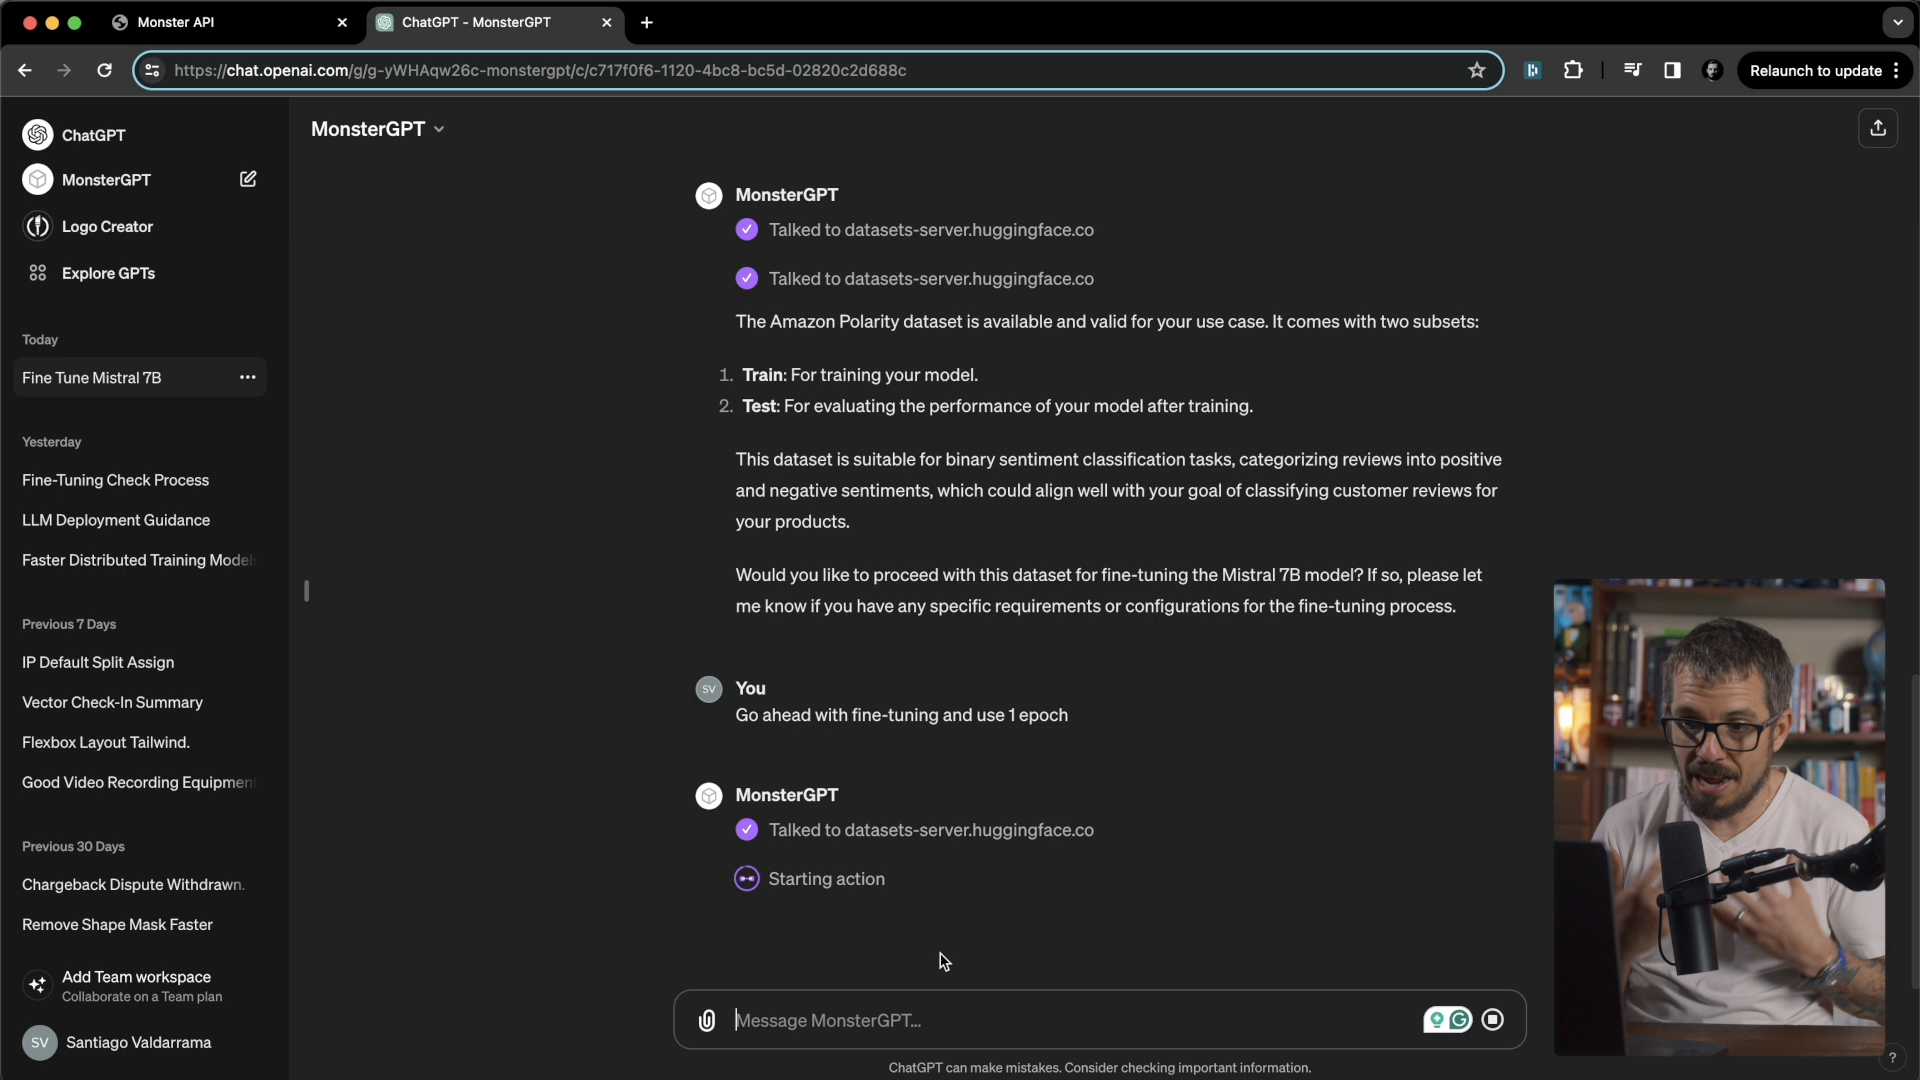 Monster API
ChatGPT - MonsterGPT
https://chat.openai.com/g/g-yWHAqw26c-monstergpt/c/c717f0f6-1120-4bc8-bc5d-02820c2d688c
Relaunch to update
ChatGPT
MonsterGPT
Logo Creator
Explore GPTs
Today
Fine Tune Mistral 7B
Yesterday
Fine-Tuning Check Process
LLM Deployment Guidance
Faster Distributed Training Models
Previous 7 Days
IP Default Split Assign
Vector Check-In Summary
Flexbox Layout Tailwind.
Good Video Recording Equipment
Previous 30 Days
Chargeback Dispute Withdrawn.
Remove Shape Mask Faster
Add Team workspace
Collaborate on a Team plan
SV
Santiago Valdarrama
MonsterGPT
MonsterGPT
Talked to datasets-server.huggingface.co
Talked to datasets-server.huggingface.co
The Amazon Polarity dataset is available and valid for your use case. It comes with two subsets:
1. Train: For training your model.
2. Test: For evaluating the performance of your model after training.
This dataset is suitable for binary sentiment classification tasks, categorizing reviews into positive
and negative sentiments, which could align well with your goal of classifying customer reviews for
your products.
Would you like to proceed with this dataset for fine-tuning the Mistral 7B model? If so, please let
me know if you have any specific requirements or configurations for the fine-tuning process.
SV
You
Go ahead with fine-tuning and use 1 epoch
MonsterGPT
Talked to datasets-server.huggingface.co
Starting action
Message MonsterGPT...
ChatGPT can make mistakes. Consider checking important information.
?